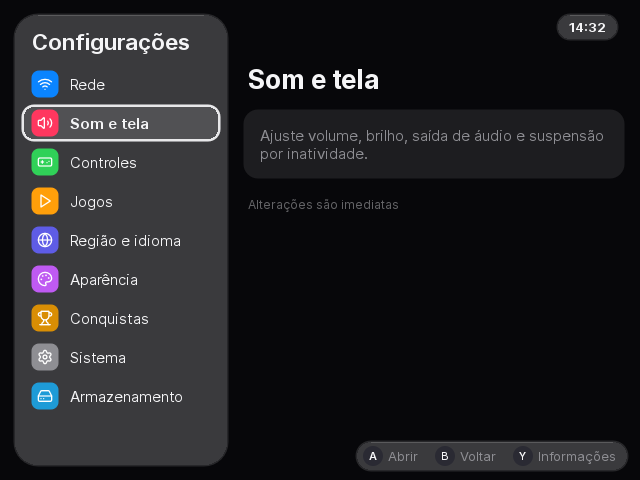 Configurações
Rede
Som e tela
Controles
Jogos
Região e idioma
Aparência
Conquistas
Sistema
Armazenamento
14:32
Som e tela
Ajuste volume, brilho, saída de áudio e suspensão
por inatividade.
Alterações são imediatas
A Abrir B Voltar Y Informações